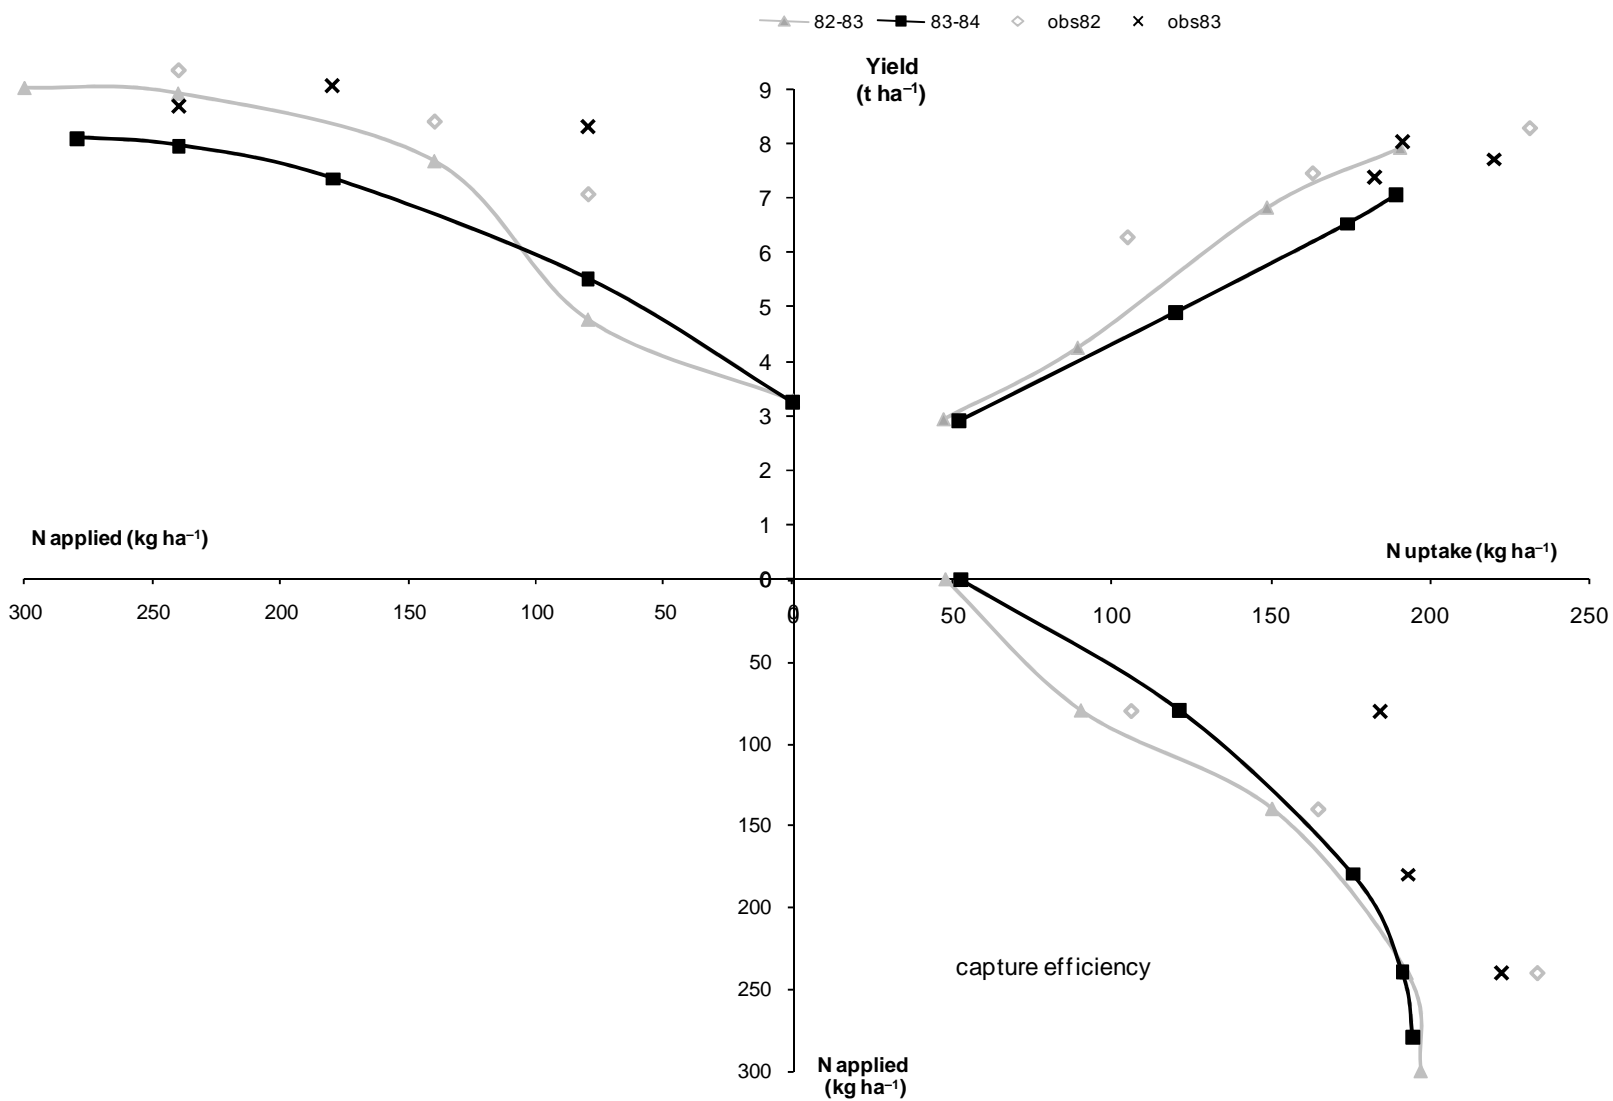 82-83 83-84 obs82 obs83
Yield
(t ha⁻¹)
9
8
7
6
5
4
3
2
1
0
N applied (kg ha⁻¹)
N uptake (kg ha⁻¹)
300 250 200 150 100 50 0
0 50 100 150 200 250
50
100
150
200
250
300
capture efficiency
N applied
(kg ha⁻¹)